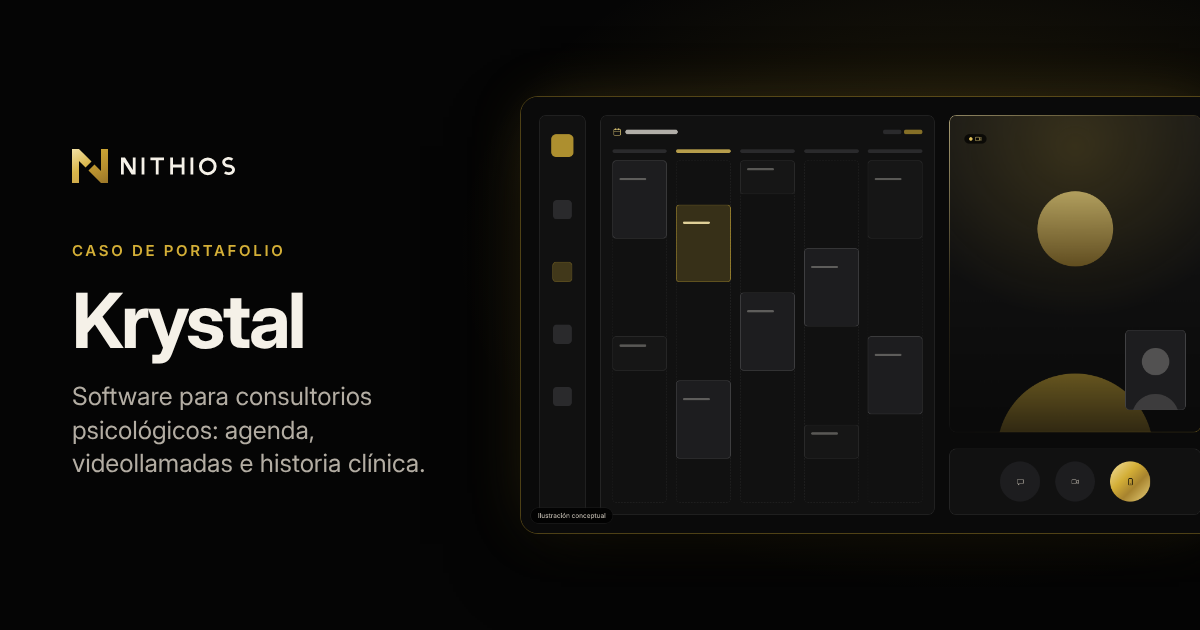 NITHIOS
CASO DE PORTAFOLIO
Krystal
Software para consultorios
psicológicos: agenda,
videollamadas e historia clínica.
Ilustración conceptual